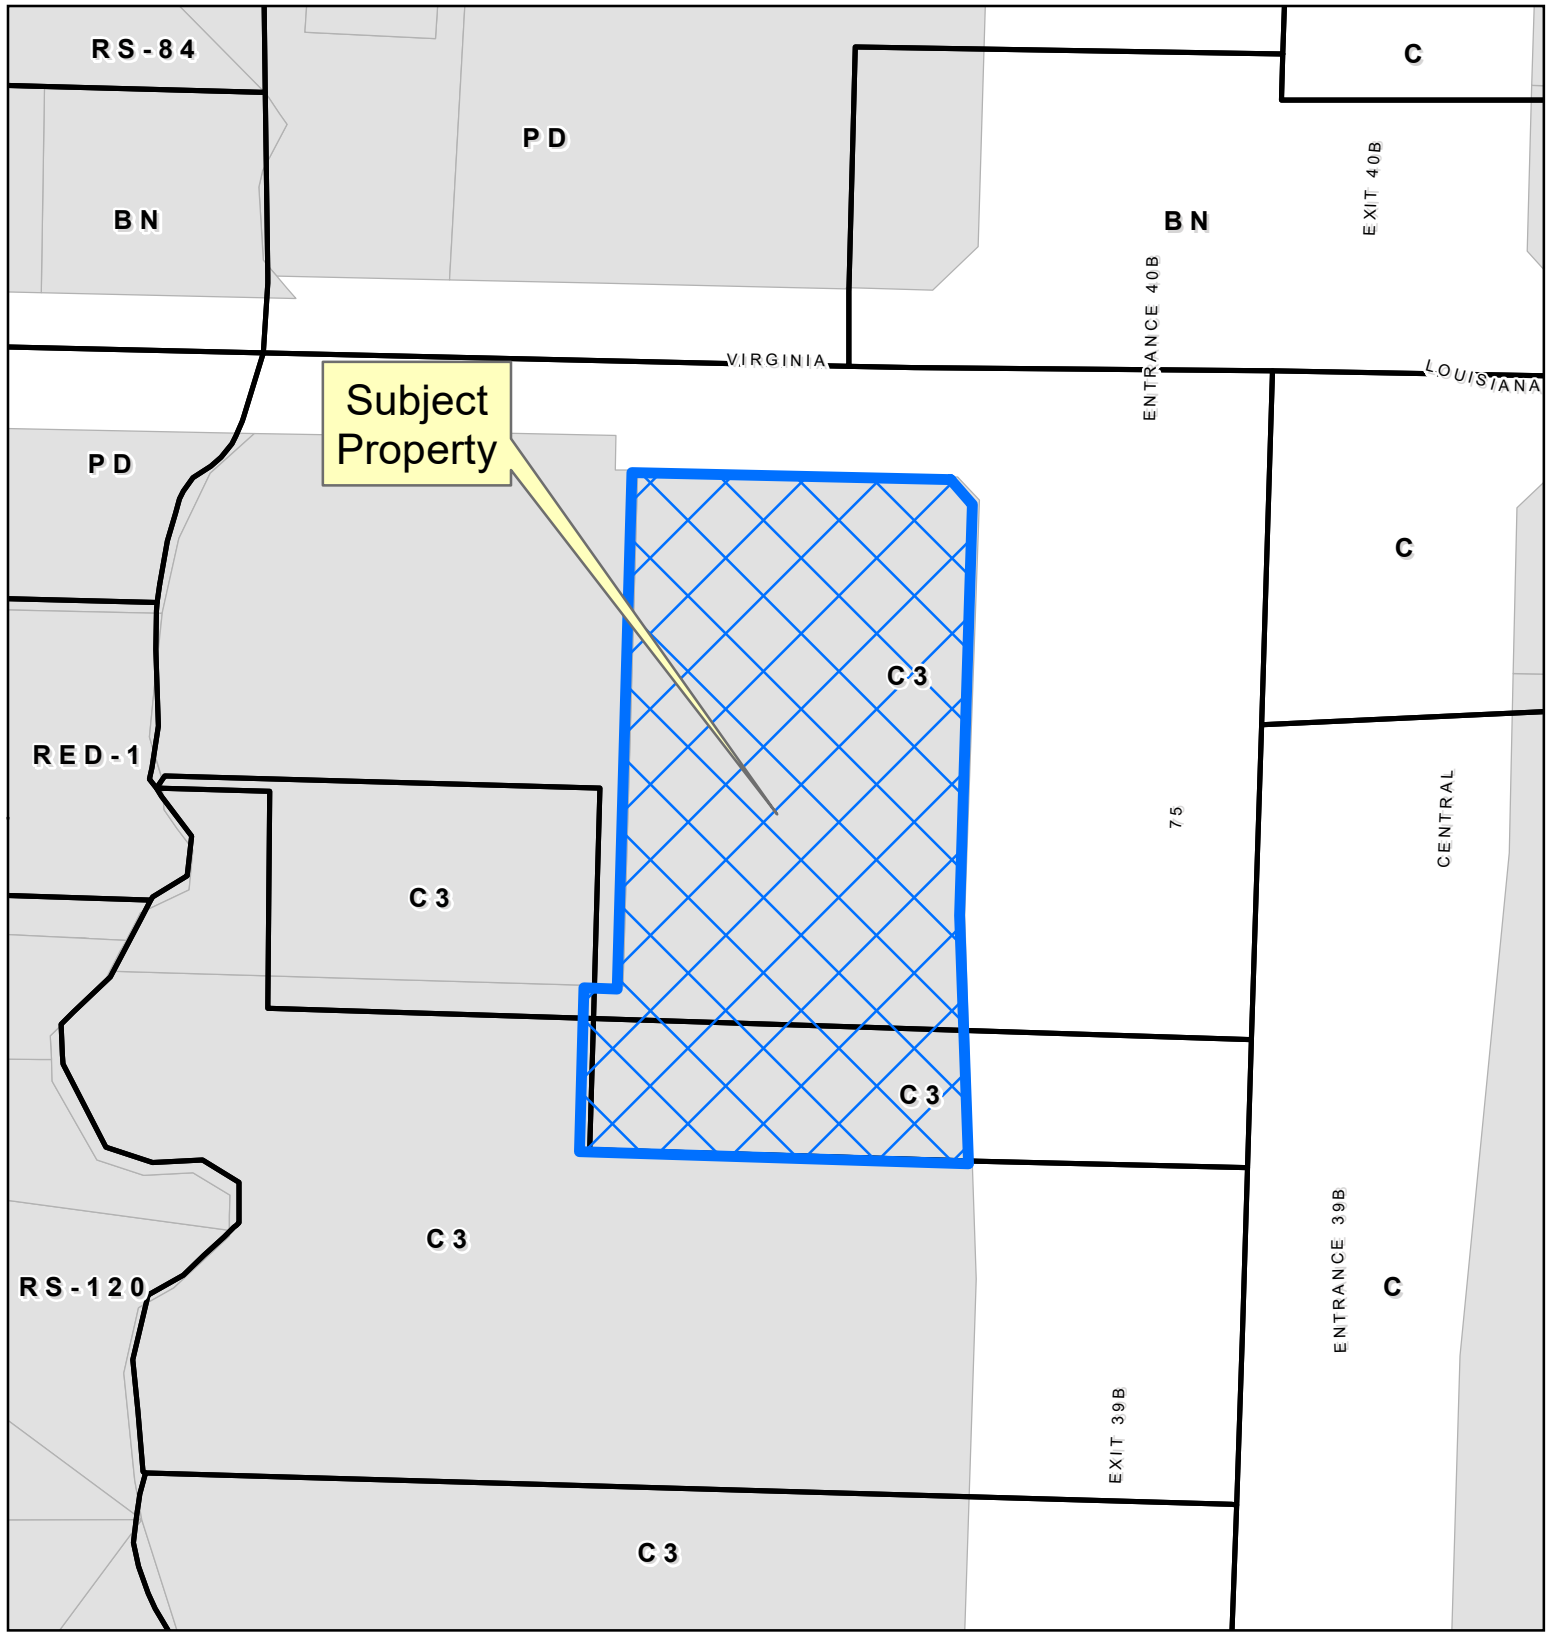 RS-84
C
PD
EXIT 40B
BN
BN
ENTRANCE 40B
VIRGINIA
LOUISIANA
Subject
Property
PD
C
C3
RED-1
75
CENTRAL
C3
C3
C3
ENTRANCE 39B
RS-120
C
EXIT 39B
C3